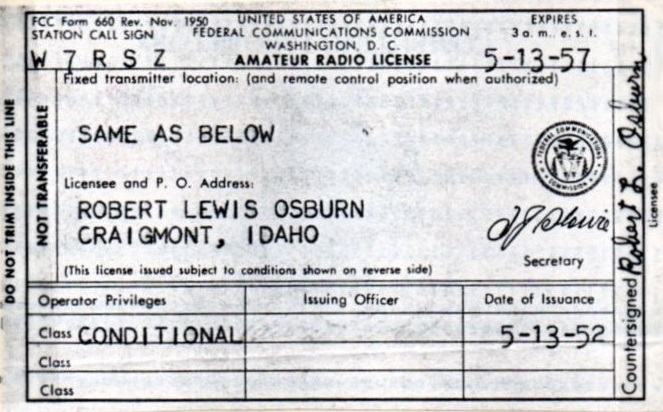 FCC Form 660 Rev. Nov. 1950
STATION CALL SIGN
W 7 R S Z
UNITED STATES OF AMERICA
FEDERAL COMMUNICATIONS COMMISSION
WASHINGTON, D. C.
AMATEUR RADIO LICENSE
EXPIRES
3 a. m. e. s. t.
5-13-57
DO NOT TRIM INSIDE THIS LINE
NOT TRANSFERABLE
Fixed transmitter location: (and remote control position when authorized)
SAME AS BELOW
FEDERAL COMMUNICATIONS COMMISSION
Licensee and P. O. Address:
ROBERT LEWIS OSBURN
CRAIGMONT, IDAHO
Secretary
(This license issued subject to conditions shown on reverse side)
Operator Privileges
Issuing Officer
Date of Issuance
Class CONDITIONAL
5-13-52
Class
Class
Countersigned Robert L. Osburn
Licensee